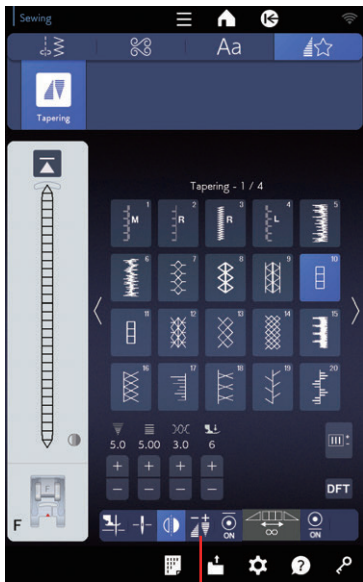 Sewing
Aa
Tapering
Tapering - 1 / 4
1 M
2 R
3 R
4 L
5
6
7
8
9
10
11
12
13
14
15
16
17
18
19
20
5.0 5.00 3.0 6
+ + + +
− − − −
DFT
F
F
− +
ON
∞
ON
?